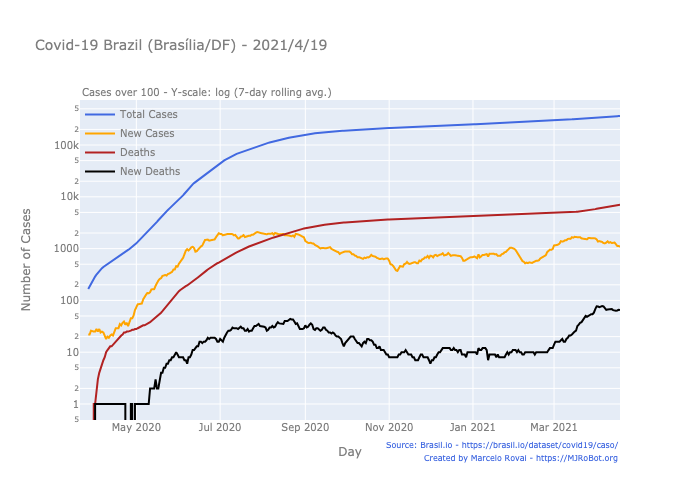 Covid-19 Brazil (Brasília/DF) - 2021/4/19
Cases over 100 - Y-scale: log (7-day rolling avg.)
Total Cases
New Cases
Deaths
New Deaths
5
2
100k
5
2
10k
5
2
1000
5
2
100
5
2
10
5
2
1
5
Number of Cases
May 2020
Jul 2020
Sep 2020
Nov 2020
Jan 2021
Mar 2021
Day
Source: Brasil.io - https://brasil.io/dataset/covid19/caso/
Created by Marcelo Rovai - https://MJRoBot.org